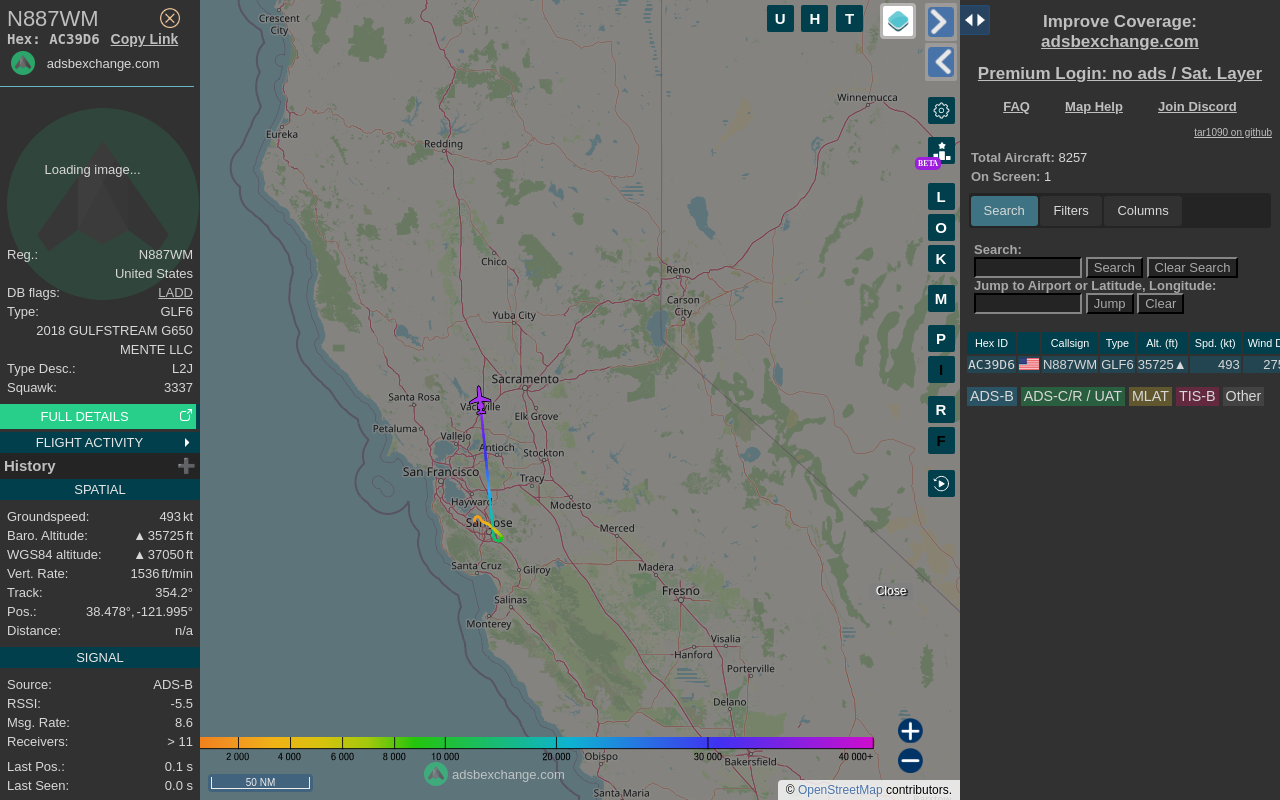 N887WM
Hex: AC39D6 Copy Link
adsbexchange.com
Loading image...
Reg.: N887WM
United States
DB flags: LADD
Type: GLF6
2018 GULFSTREAM G650
MENTE LLC
Type Desc.: L2J
Squawk: 3337
FULL DETAILS
FLIGHT ACTIVITY
History
SPATIAL
Groundspeed: 493 kt
Baro. Altitude: ▲ 35725 ft
WGS84 altitude: ▲ 37050 ft
Vert. Rate: 1536 ft/min
Track: 354.2°
Pos.: 38.478°, -121.995°
Distance: n/a
SIGNAL
Source: ADS-B
RSSI: -5.5
Msg. Rate: 8.6
Receivers: > 11
Last Pos.: 0.1 s
Last Seen: 0.0 s
Crescent
City
Eureka
Redding
Winnemucca
Chico
Reno
Carson
City
Yuba City
Sacramento
Santa Rosa
Vacaville
Elk Grove
Petaluma
Vallejo
Antioch
Stockton
San Francisco
Tracy
Hayward
Modesto
San Jose
Merced
Santa Cruz
Gilroy
Madera
Fresno
Salinas
Monterey
Visalia
Hanford
Porterville
Delano
Obispo
Bakersfield
Santa Maria
U H T
BETA
L
O
K
M
P
I
R
F
Close
2 000 4 000 6 000 8 000 10 000 20 000 30 000 40 000+
adsbexchange.com
50 NM
© OpenStreetMap contributors.
Improve Coverage:
adsbexchange.com
Premium Login: no ads / Sat. Layer
FAQ Map Help Join Discord
tar1090 on github
Total Aircraft: 8257
On Screen: 1
Search Filters Columns
Search:
Search Clear Search
Jump to Airport or Latitude, Longitude:
Jump Clear
Hex ID Callsign Type Alt. (ft) Spd. (kt) Wind D
AC39D6 N887WM GLF6 35725▲ 493 275
ADS-B ADS-C/R / UAT MLAT TIS-B Other